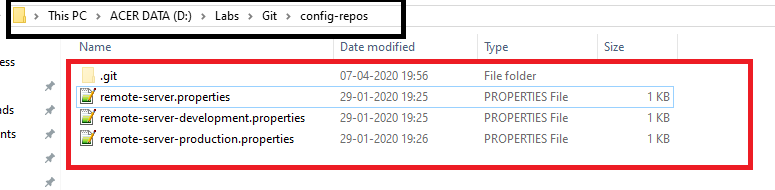 This PC > ACER DATA (D:) > Labs > Git > config-repos
Name Date modified Type Size
ess
.git 07-04-2020 19:56 File folder
remote-server.properties 29-01-2020 19:25 PROPERTIES File 1 KB
nds remote-server-development.properties 29-01-2020 19:25 PROPERTIES File 1 KB
nts remote-server-production.properties 29-01-2020 19:26 PROPERTIES File 1 KB